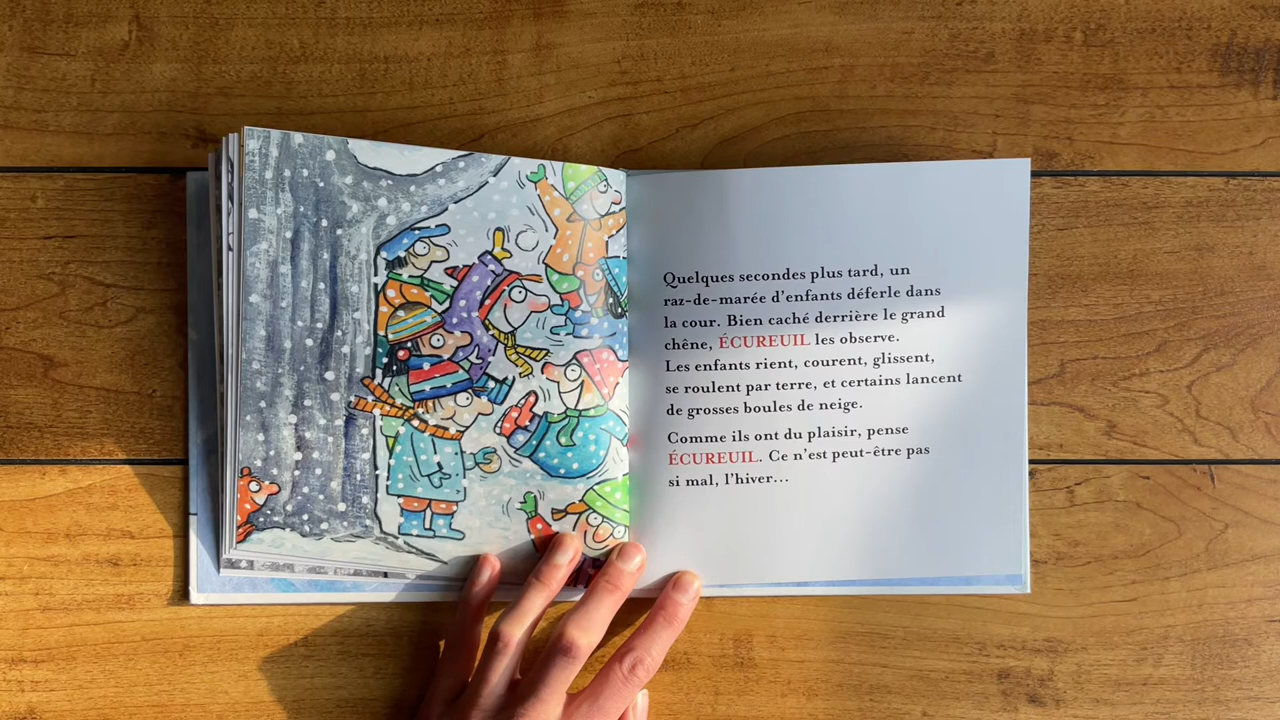 Quelques secondes plus tard, un
raz-de-marée d'enfants déferle dans
la cour. Bien caché derrière le grand
chêne, ÉCUREUIL les observe.
Les enfants rient, courent, glissent,
se roulent par terre, et certains lancent
de grosses boules de neige.
Comme ils ont du plaisir, pense
ÉCUREUIL. Ce n'est peut-être pas
si mal, l'hiver…